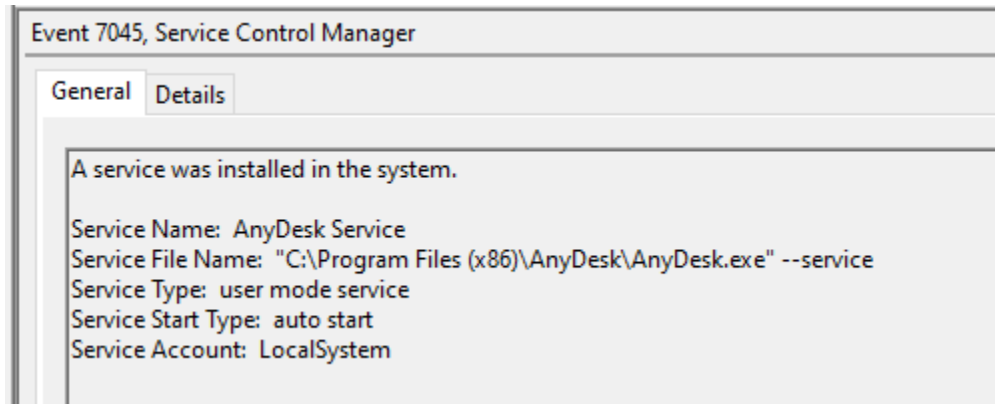 Event 7045, Service Control Manager
General Details
A service was installed in the system.
Service Name:  AnyDesk Service
Service File Name:  "C:\Program Files (x86)\AnyDesk\AnyDesk.exe" --service
Service Type:  user mode service
Service Start Type:  auto start
Service Account:  LocalSystem